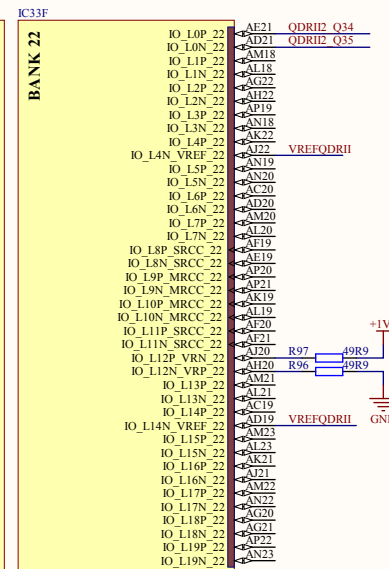 IC33F
BANK 22
IO_L0P_22 AE21 QDRII2_Q34
IO_L0N_22 AD21 QDRII2_Q35
IO_L1P_22 AM18
IO_L1N_22 AL18
IO_L2P_22 AG22
IO_L2N_22 AH22
IO_L3P_22 AP19
IO_L3N_22 AN18
IO_L4P_22 AK22
IO_L4N_VREF_22 AJ22 VREFQDRII
IO_L5P_22 AN19
IO_L5N_22 AN20
IO_L6P_22 AC20
IO_L6N_22 AD20
IO_L7P_22 AM20
IO_L7N_22 AL20
IO_L8P_SRCC_22 AF19
IO_L8N_SRCC_22 AE19
IO_L9P_MRCC_22 AP20
IO_L9N_MRCC_22 AP21
IO_L10P_MRCC_22 AK19
IO_L10N_MRCC_22 AL19
IO_L11P_SRCC_22 AF20
IO_L11N_SRCC_22 AF21
+1V
IO_L12P_VRN_22 AJ20 R97 49R9
IO_L12N_VRP_22 AH20 R96 49R9
IO_L13P_22 AM21
IO_L13N_22 AL21
IO_L14P_22 AC19
IO_L14N_VREF_22 AD19 VREFQDRII GN
IO_L15P_22 AM23
IO_L15N_22 AL23
IO_L16P_22 AK21
IO_L16N_22 AJ21
IO_L17P_22 AM22
IO_L17N_22 AN22
IO_L18P_22 AG20
IO_L18N_22 AG21
IO_L19P_22 AP22
IO_L19N_22 AN23